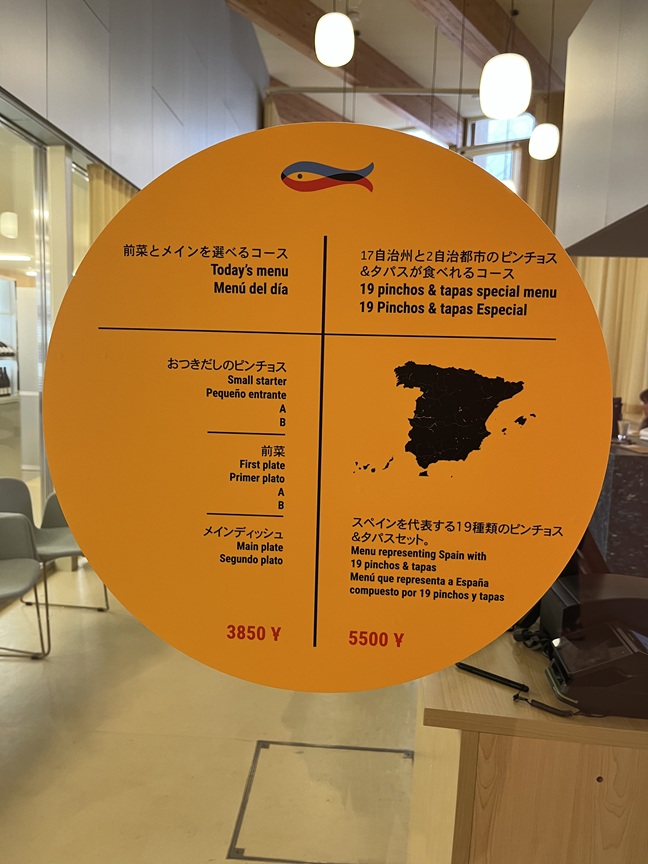 前菜とメインを選べるコース
Today's menu
Menú del día
おつきだしのピンチョス
Small starter
Pequeño entrante
A
B
前菜
First plate
Primer plato
A
B
メインディッシュ
Main plate
Segundo plato
3850 ¥
17自治州と2自治都市のピンチョス
&タパスが食べれるコース
19 pinchos & tapas special menu
19 Pinchos & tapas Especial
スペインを代表する19種類のピンチョス
&タパスセット。
Menu representing Spain with
19 pinchos & tapas
Menú que representa a España
compuesto por 19 pinchos y tapas
5500 ¥